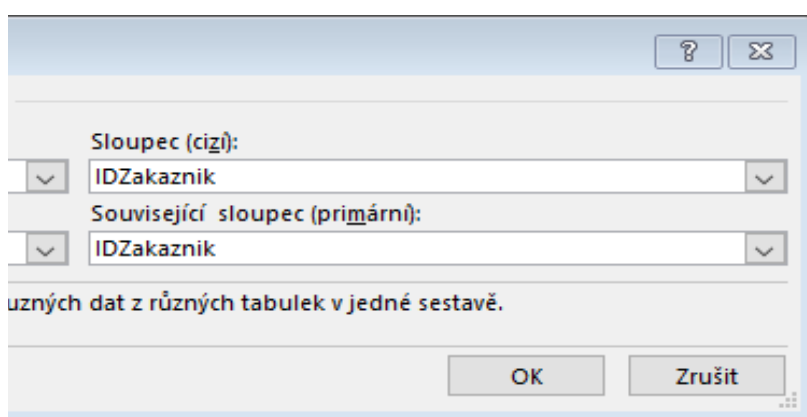 Sloupec (cizí):
IDZakaznik
Související sloupec (primární):
IDZakaznik
uzných dat z různých tabulek v jedné sestavě.
OK Zrušit